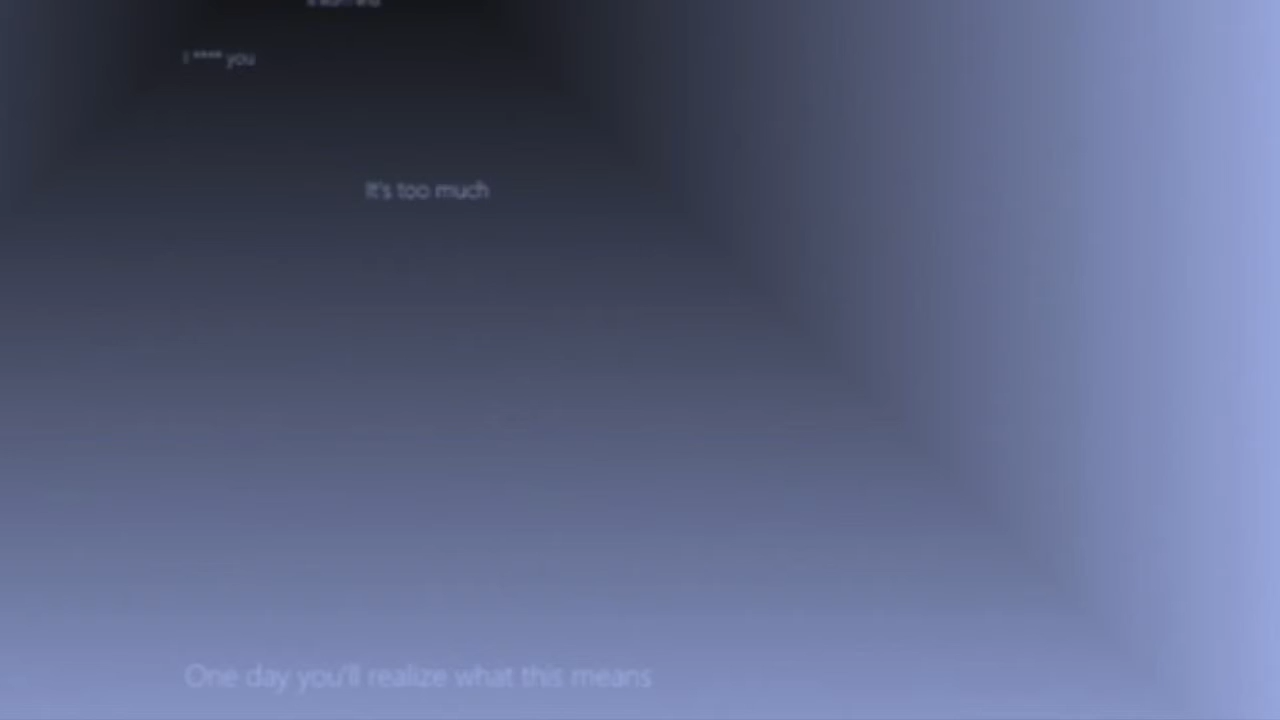 I **** you
It's too much
One day you'll realize what this means